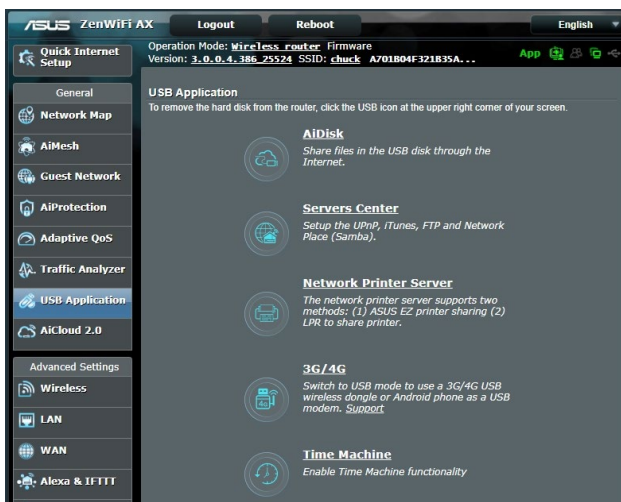 ASUS ZenWiFi AX
Logout
Reboot
English
Quick Internet
Setup
Operation Mode: Wireless router Firmware
Version: 3.0.0.4.386_25524 SSID: chuck A701B04F321B35A...
App
General
Network Map
AiMesh
Guest Network
AiProtection
Adaptive QoS
Traffic Analyzer
USB Application
AiCloud 2.0
Advanced Settings
Wireless
LAN
WAN
Alexa & IFTTT
USB Application
To remove the hard disk from the router, click the USB icon at the upper right corner of your screen.
AiDisk
Share files in the USB disk through the
Internet.
Servers Center
Setup the UPnP, iTunes, FTP and Network
Place (Samba).
Network Printer Server
The network printer server supports two
methods: (1) ASUS EZ printer sharing (2)
LPR to share printer.
3G/4G
Switch to USB mode to use a 3G/4G USB
wireless dongle or Android phone as a USB
modem. Support
4G
Time Machine
Enable Time Machine functionality